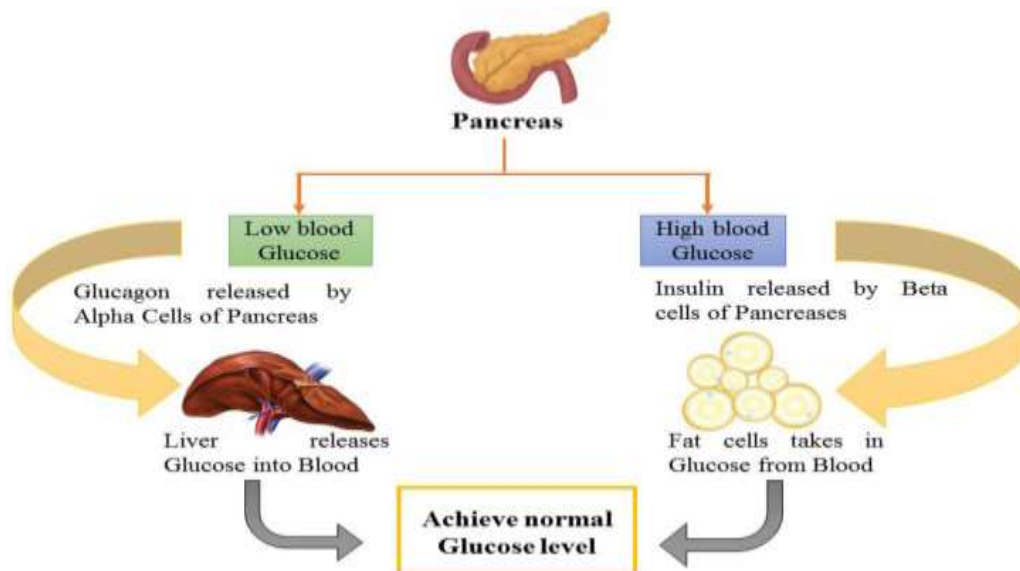 Pancreas
Low blood
Glucose
High blood
Glucose
Glucagon released by
Alpha Cells of Pancreas
Insulin released by Beta
cells of Pancreases
Liver releases
Glucose into Blood
Fat cells takes in
Glucose from Blood
Achieve normal
Glucose level